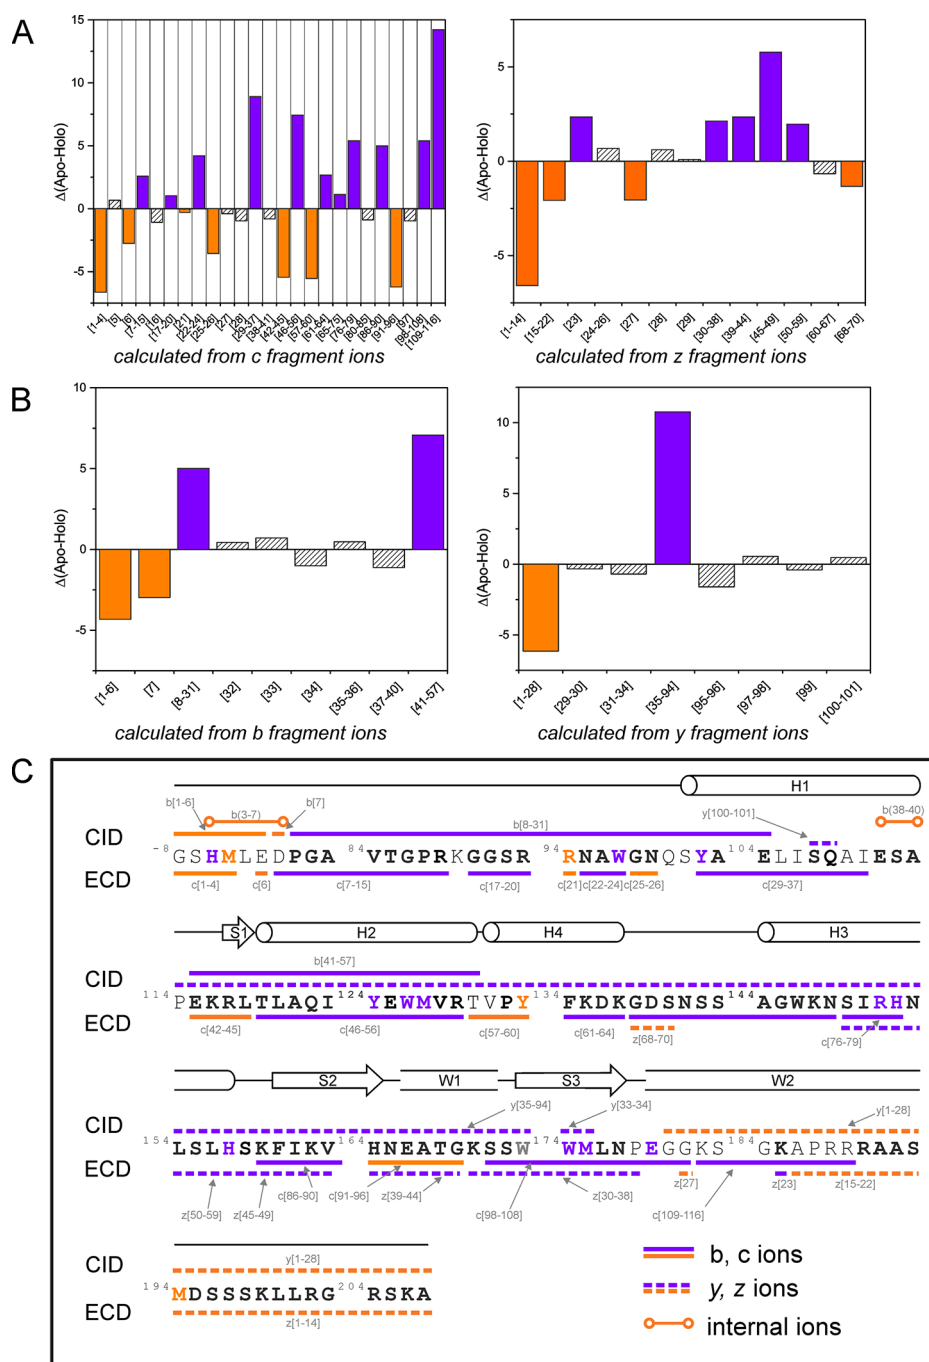 A
Δ(Apo-Holo)
15
10
5
0
-5
[1-4] [5] [6] [7-15] [16] [17-20] [21] [22-24] [25-26] [27] [28] [29-37] [38-41] [42-45] [46-56] [57-60] [61-64] [65-75] [76-79] [80-85] [86-90] [91-96] [97] [98-108] [109-116]
calculated from c fragment ions
Δ(Apo-Holo)
5
0
-5
[1-14] [15-22] [23] [24-26] [27] [28] [29] [30-38] [39-44] [45-49] [50-59] [60-67] [68-70]
calculated from z fragment ions
B
Δ(Apo-Holo)
10
5
0
-5
[1-6] [7] [8-31] [32] [33] [34] [35-36] [37-40] [41-57]
calculated from b fragment ions
Δ(Apo-Holo)
10
5
0
-5
[1-28] [29-30] [31-34] [35-94] [95-96] [97-98] [99] [100-101]
calculated from y fragment ions
C
H1
b[1-6] b(3-7) b[7] y[100-101] b(38-40)
CID b[8-31]
-8 GSHMLEDPGA 84 VTGPRKGGSR 94 RNAWGNQSYA 104 ELISQAIESA
ECD
c[1-4] c[6] c[7-15] c[17-20] c[21] c[22-24] c[25-26] c[29-37]
S1 H2 H4 H3
CID b[41-57]
114 PEKRLTLAQI 124 YEWMVRTVPY 134 FKDKGDSNSS 144 AGWKNSIRHN
ECD
c[42-45] c[46-56] c[57-60] c[61-64] z[68-70] c[76-79]
S2 W1 S3 W2
CID y[35-94] y[33-34] y[1-28]
154 LSLHSKFIKV 164 HNEATGKSSW 174 WMLNPEGGKS 184 GKAPRRRAAS
ECD
z[50-59] z[45-49] c[86-90] c[91-96] z[39-44] c[98-108] z[30-38] z[27] c[109-116] z[23] z[15-22]
CID y[1-28]
194 MDSSSKLLRG 204 RSKA
ECD z[1-14]
b, c ions
y, z ions
internal ions